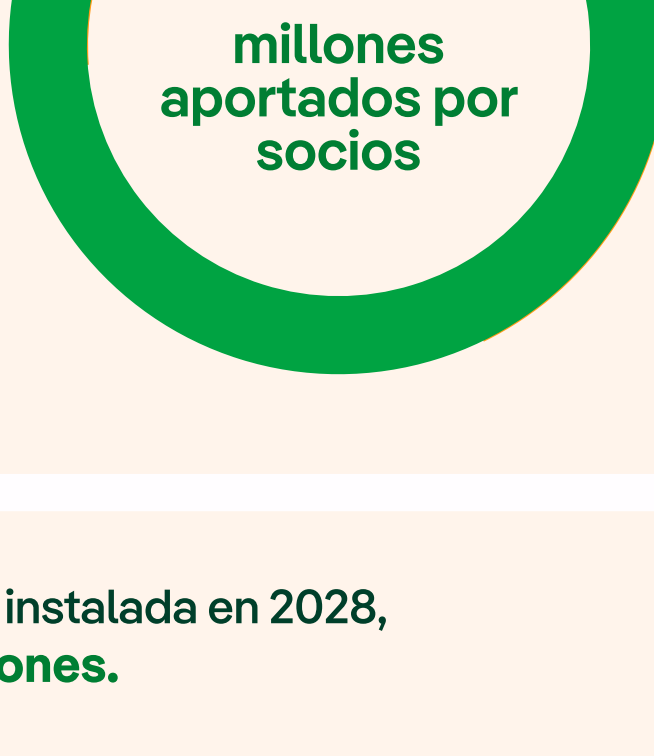 millones
aportados por
socios
instalada en 2028,
ones.